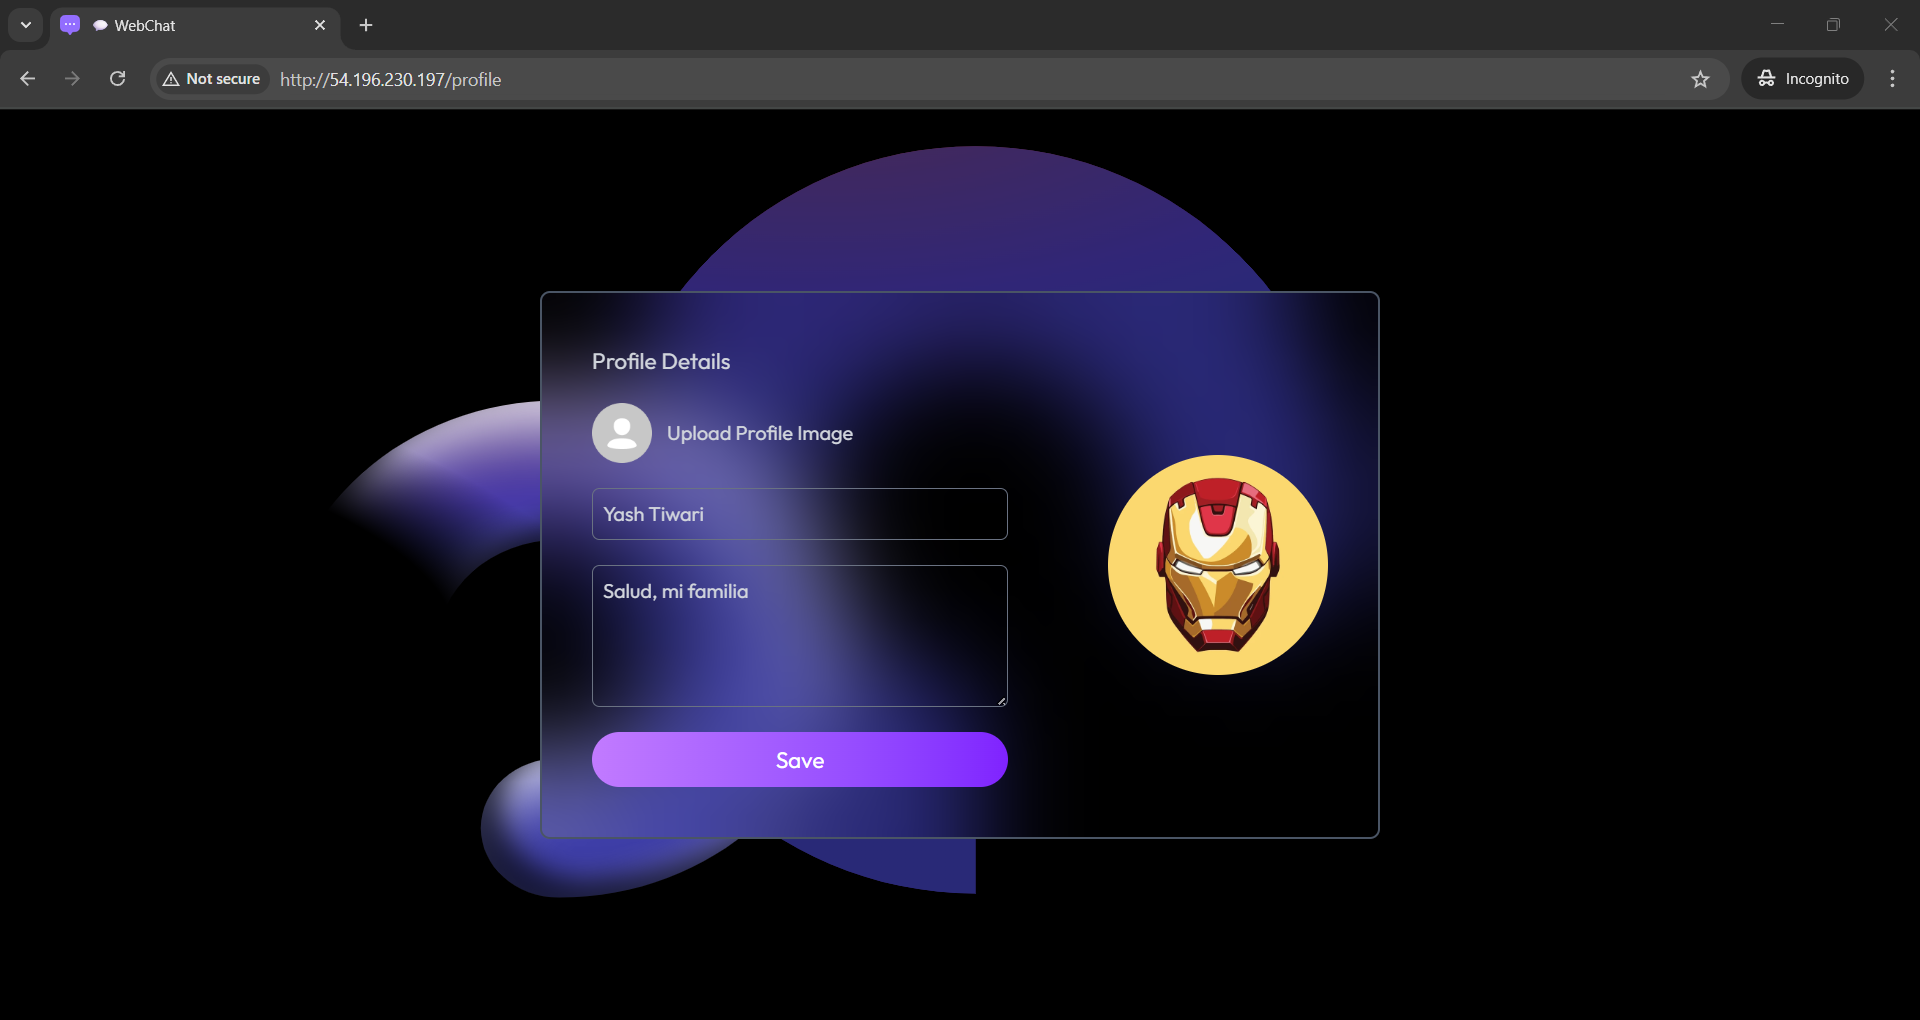 WebChat
Not secure
http://54.196.230.197/profile
Incognito
Profile Details
Upload Profile Image
Yash Tiwari
Salud, mi familia
Save